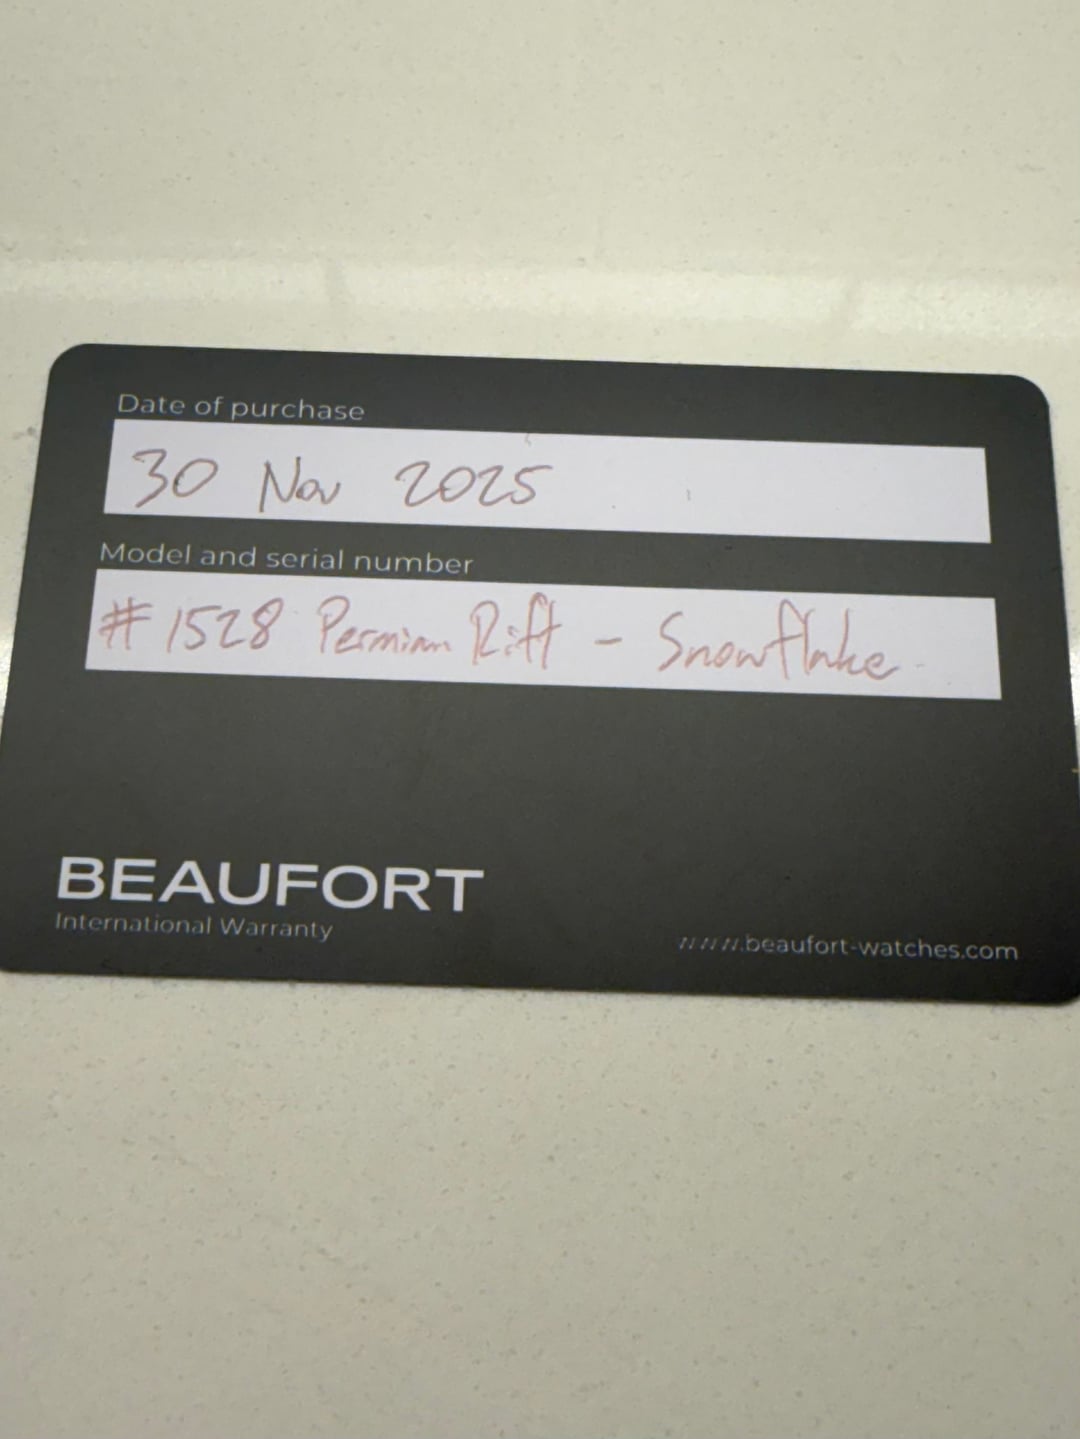 Date of purchase
30 Nov 2025
Model and serial number
#1528 Permian Rift - Snowflake
BEAUFORT
International Warranty
www.beaufort-watches.com